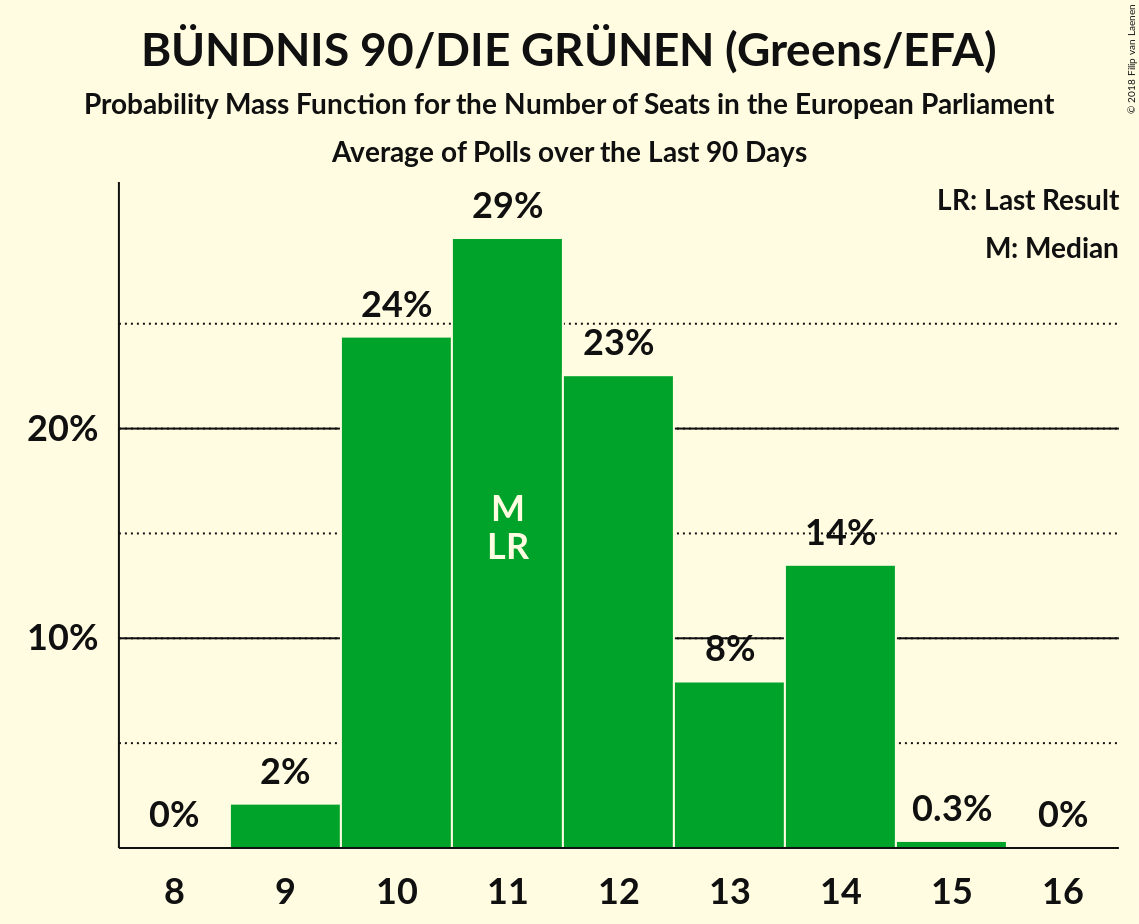 BÜNDNIS 90/DIE GRÜNEN (Greens/EFA)
Probability Mass Function for the Number of Seats in the European Parliament
Average of Polls over the Last 90 Days
© 2018 Filip van Laenen
LR: Last Result
M: Median
29%
24%
23%
20%
M
LR
14%
10%
8%
2%
0%
0.3%
0%
8 9 10 11 12 13 14 15 16